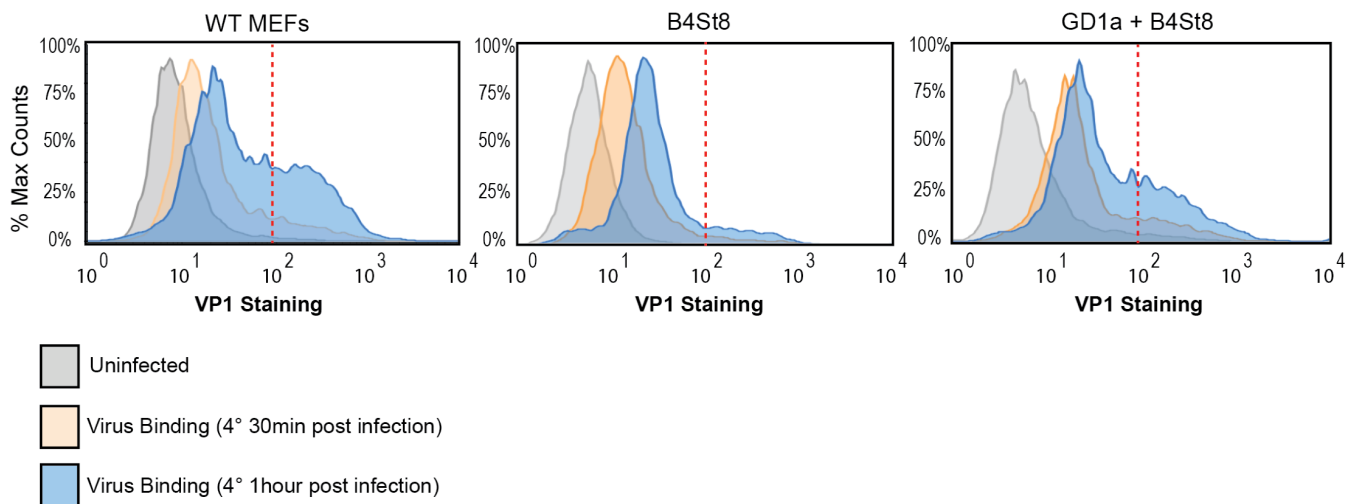 WT MEFs
B4St8
GD1a + B4St8
% Max Counts
100%
75%
50%
25%
0%
100%
75%
50%
25%
0%
100%
75%
50%
25%
0%
10^0 10^1 10^2 10^3 10^4
10^0 10^1 10^2 10^3 10^4
10^0 10^1 10^2 10^3 10^4
VP1 Staining
VP1 Staining
VP1 Staining
Uninfected
Virus Binding (4° 30min post infection)
Virus Binding (4° 1hour post infection)